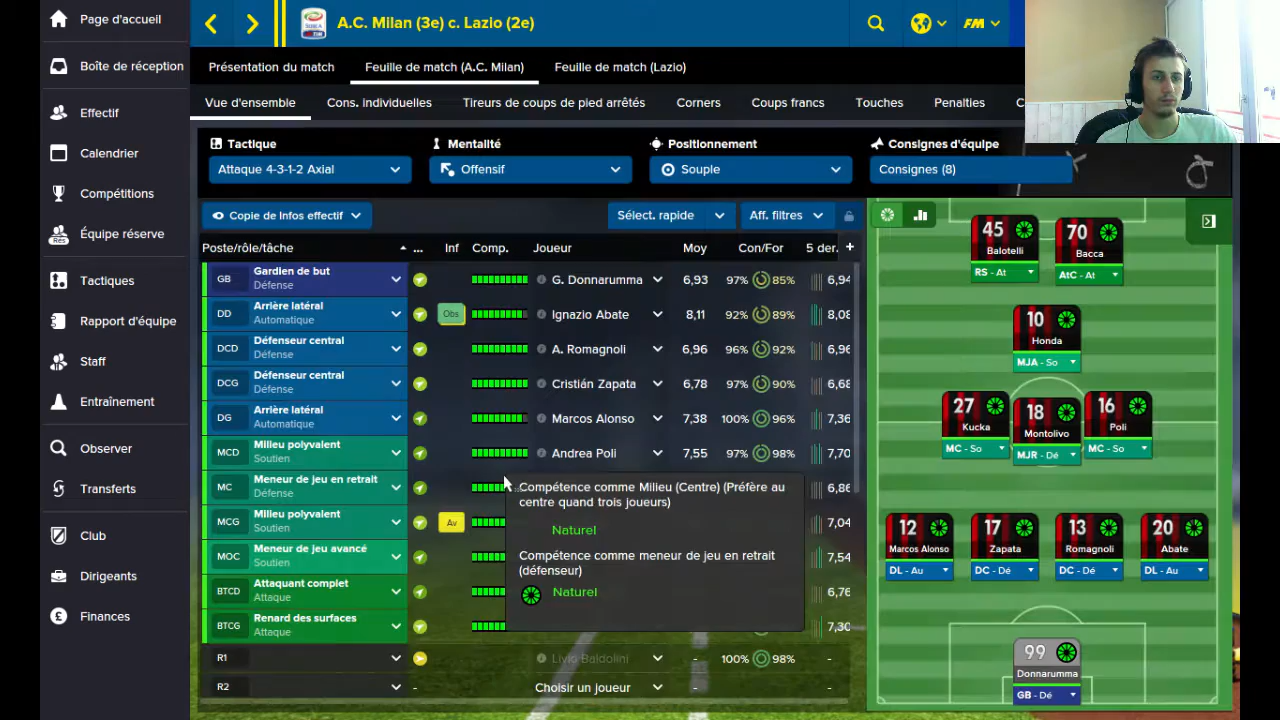 Page d'accueil
Boîte de réception
Effectif
Calendrier
Compétitions
Rés
Équipe réserve
Tactiques
Rapport d'équipe
Staff
Entraînement
Observer
Transferts
Club
Dirigeants
Finances
A.C. Milan (3e) c. Lazio (2e)
FM
Présentation du match
Feuille de match (A.C. Milan)
Feuille de match (Lazio)
Vue d'ensemble
Cons. individuelles
Tireurs de coups de pied arrêtés
Corners
Coups francs
Touches
Penalties
C
Tactique
Mentalité
Positionnement
Consignes d'équipe
Attaque 4-3-1-2 Axial
Offensif
Souple
Consignes (8)
Copie de Infos effectif
Sélect. rapide
Aff. filtres
Poste/rôle/tâche ... Inf Comp. Joueur Moy Con/For 5 der. +
GB Gardien de but Défense G. Donnarumma 6,93 97% 85% 6,94
DD Arrière latéral Automatique Obs Ignazio Abate 8,11 92% 89% 8,08
DCD Défenseur central Défense A. Romagnoli 6,96 96% 92% 6,96
DCG Défenseur central Défense Cristián Zapata 6,78 97% 90% 6,68
DG Arrière latéral Automatique Marcos Alonso 7,38 100% 96% 7,36
MCD Milieu polyvalent Soutien Andrea Poli 7,55 97% 98% 7,70
MC Meneur de jeu en retrait Défense 6,86
MCG Milieu polyvalent Soutien Av 7,04
MOC Meneur de jeu avancé Soutien 7,54
BTCD Attaquant complet Attaque 6,76
BTCG Renard des surfaces Attaque 7,30
R1 Livio Baldolini - 100% 98% -
R2 - Choisir un joueur - - -
Compétence comme Milieu (Centre) (Préfère au
centre quand trois joueurs)
Naturel
Compétence comme meneur de jeu en retrait
(défenseur)
Naturel
45 70
Balotelli Bacca
RS - At AtC - At
10
Honda
MJA - So
27 18 16
Kucka Montolivo Poli
MC - So MJR - Dé MC - So
12 17 13 20
Marcos Alonso Zapata Romagnoli Abate
DL - Au DC - Dé DC - Dé DL - Au
99
Donnarumma
GB - Dé